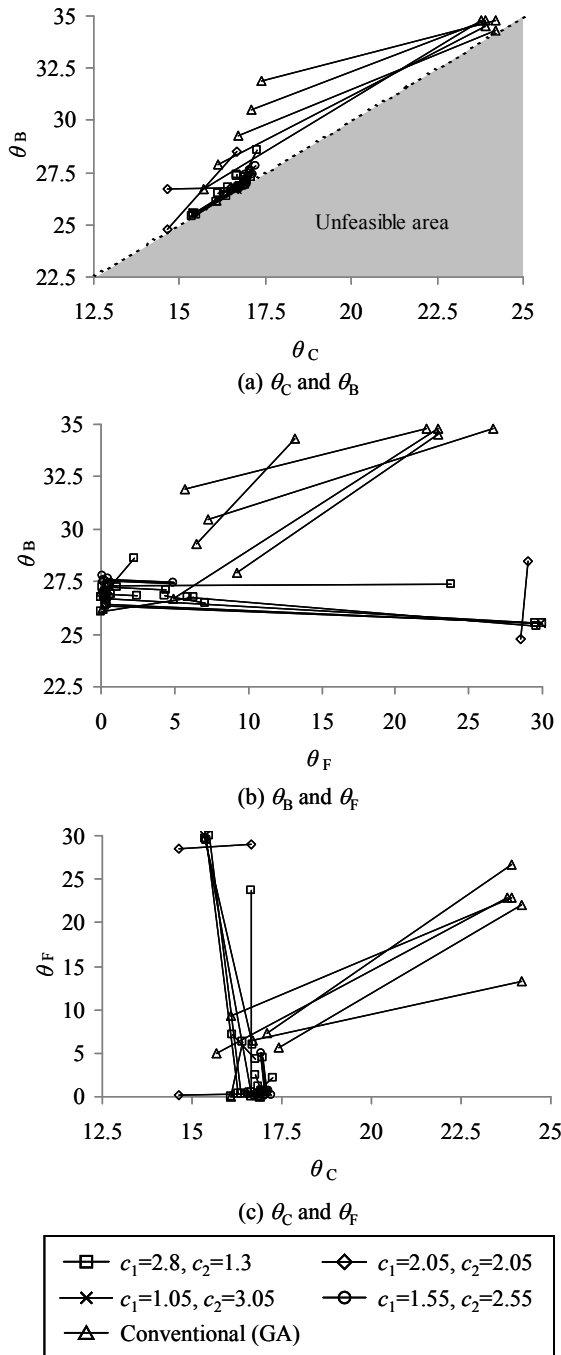 35
32.5
30
27.5
25
22.5
θB
Unfeasible area
12.5 15 17.5 20 22.5 25
θC
(a) θC and θB
35
32.5
30
27.5
25
22.5
θB
0 5 10 15 20 25 30
θF
(b) θB and θF
30
25
20
15
10
5
0
θF
12.5 15 17.5 20 22.5 25
θC
(c) θC and θF
c1=2.8, c2=1.3 c1=2.05, c2=2.05
c1=1.05, c2=3.05 c1=1.55, c2=2.55
Conventional (GA)